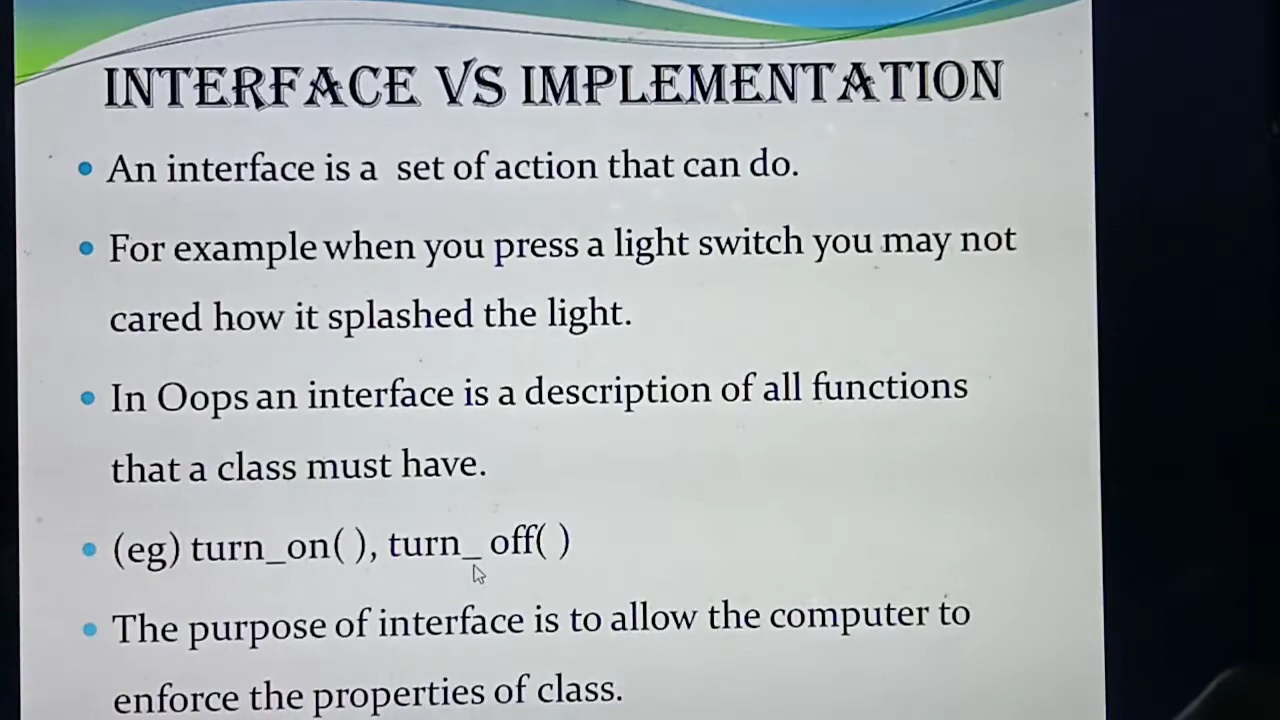 INTERFACE VS IMPLEMENTATION
An interface is a set of action that can do.
For example when you press a light switch you may not
cared how it splashed the light.
In Oops an interface is a description of all functions
that a class must have.
(eg) turn_on( ), turn_ off( )
The purpose of interface is to allow the computer to
enforce the properties of class.